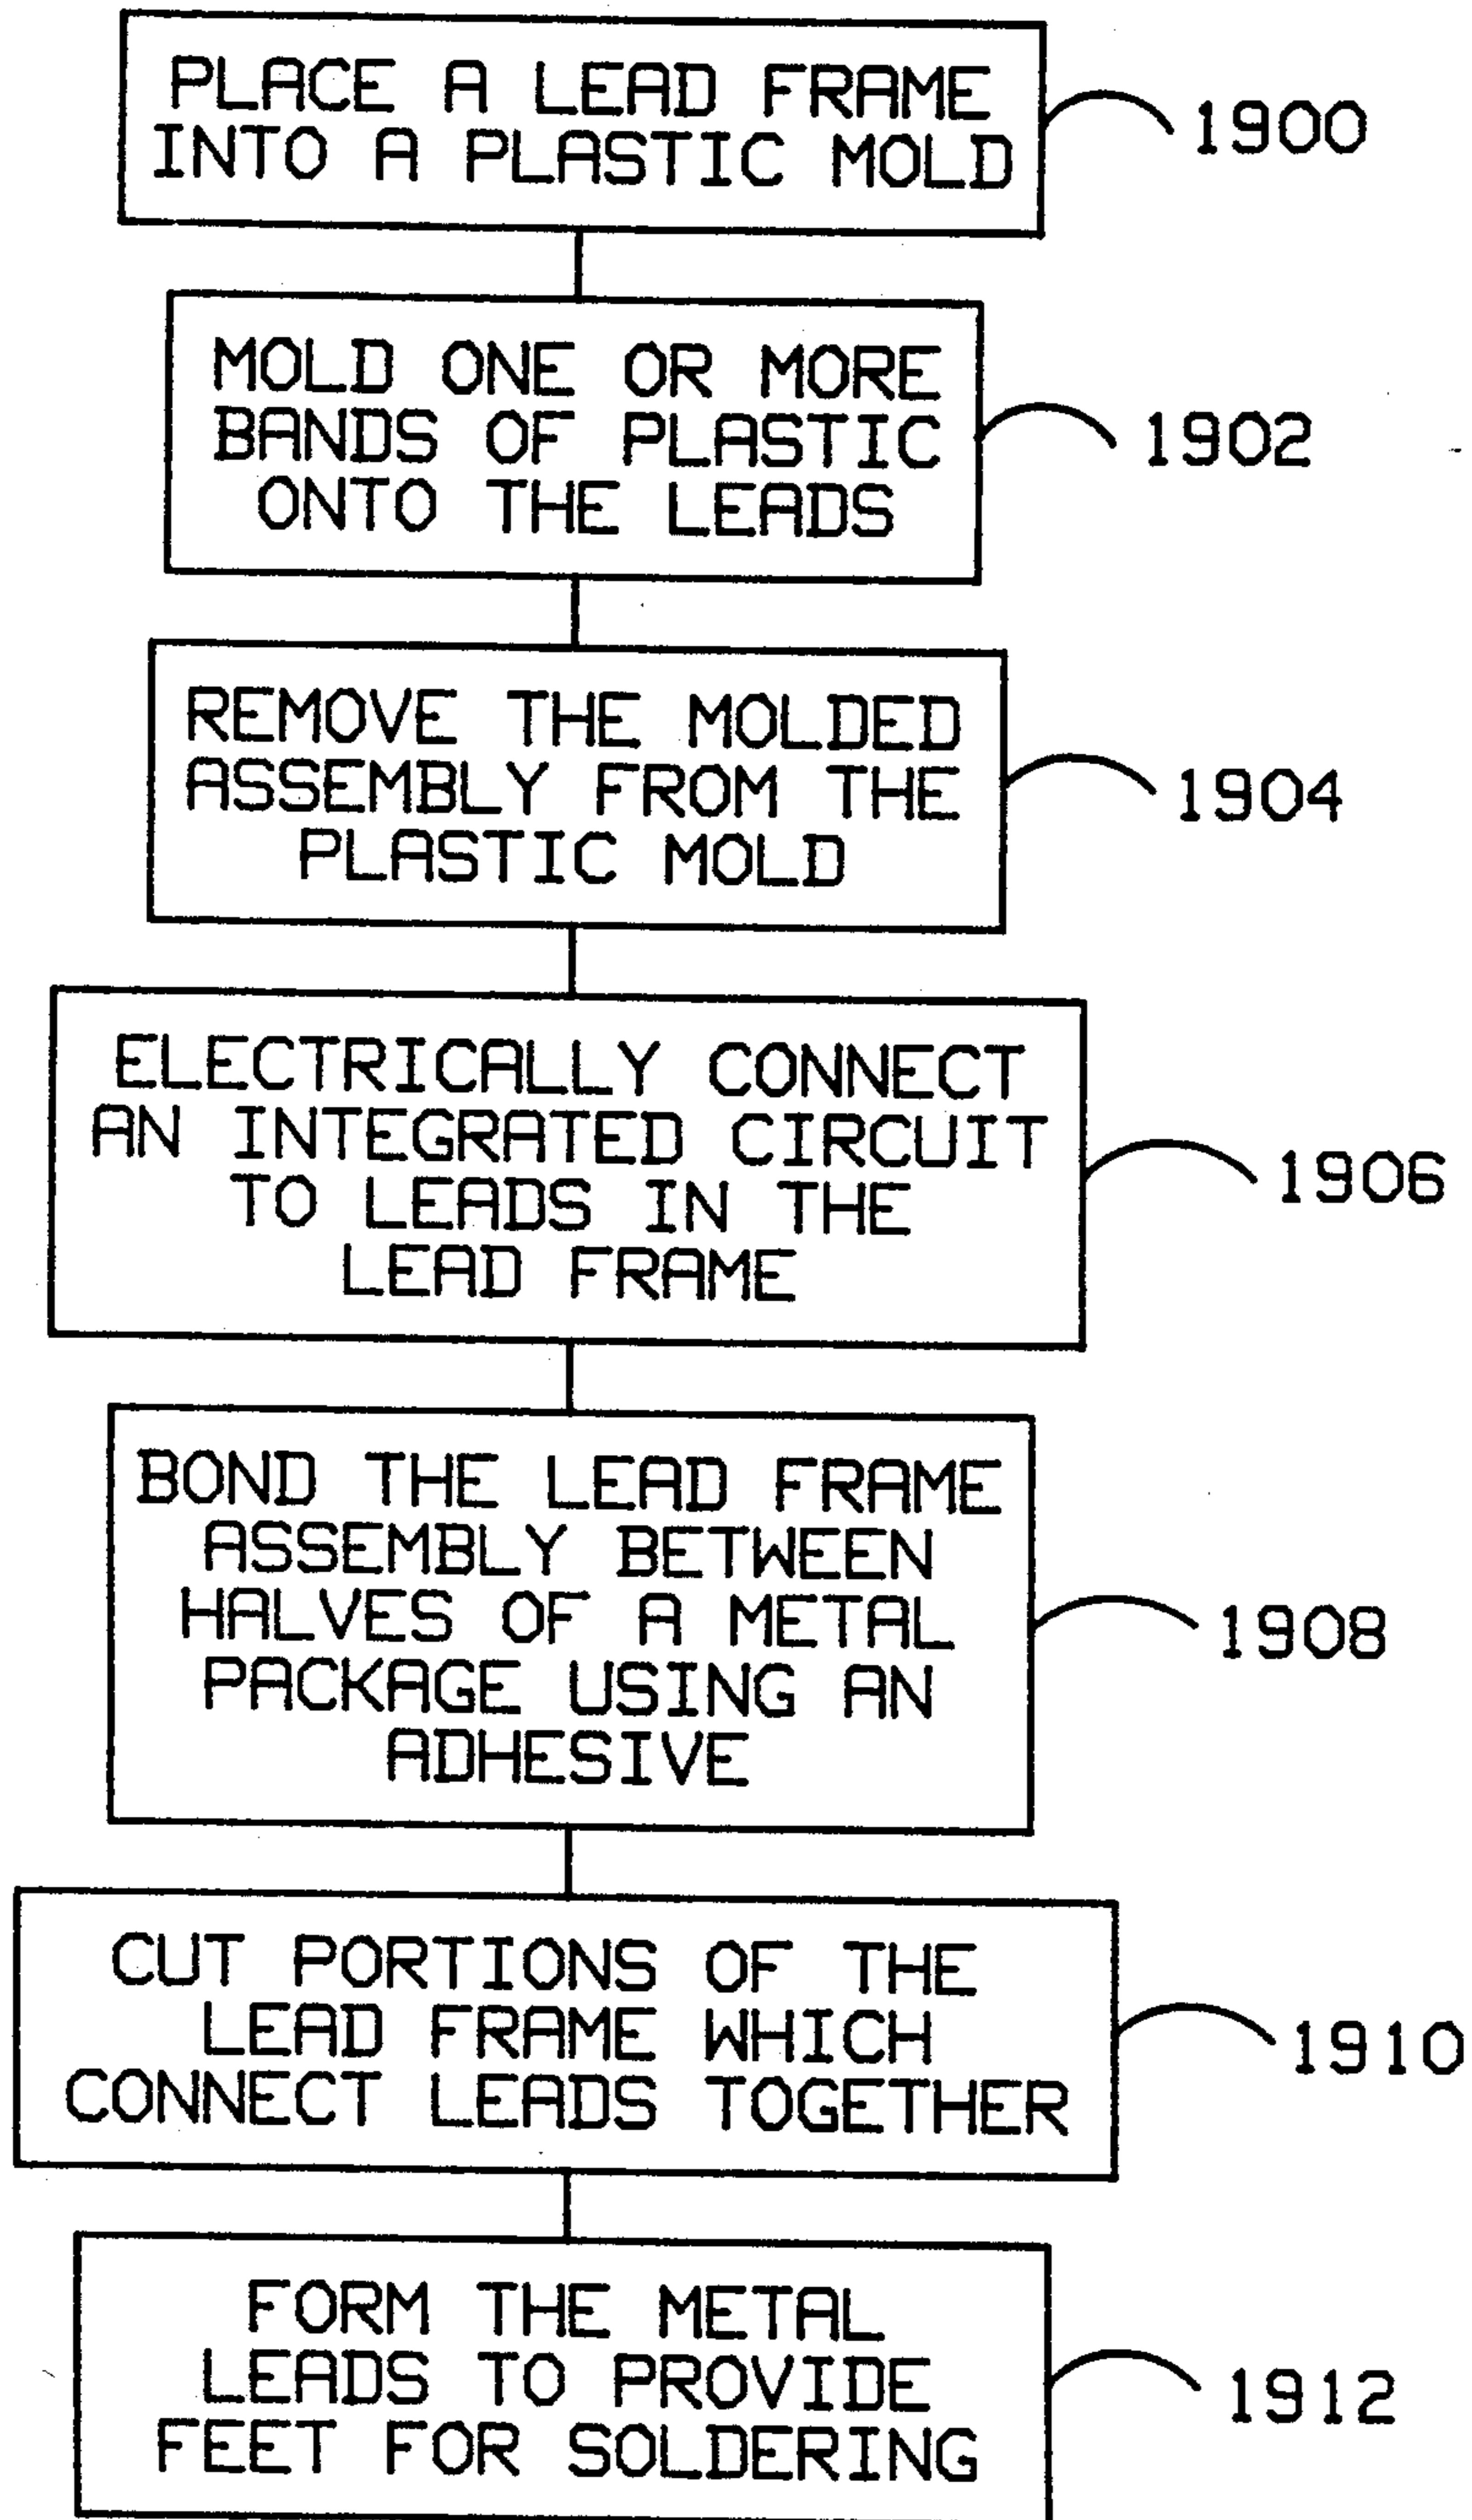 PLACE A LEAD FRAME
INTO A PLASTIC MOLD
1900
MOLD ONE OR MORE
BANDS OF PLASTIC
ONTO THE LEADS
1902
REMOVE THE MOLDED
ASSEMBLY FROM THE
PLASTIC MOLD
1904
ELECTRICALLY CONNECT
AN INTEGRATED CIRCUIT
TO LEADS IN THE
LEAD FRAME
1906
BOND THE LEAD FRAME
ASSEMBLY BETWEEN
HALVES OF A METAL
PACKAGE USING AN
ADHESIVE
1908
CUT PORTIONS OF THE
LEAD FRAME WHICH
CONNECT LEADS TOGETHER
1910
FORM THE METAL
LEADS TO PROVIDE
FEET FOR SOLDERING
1912